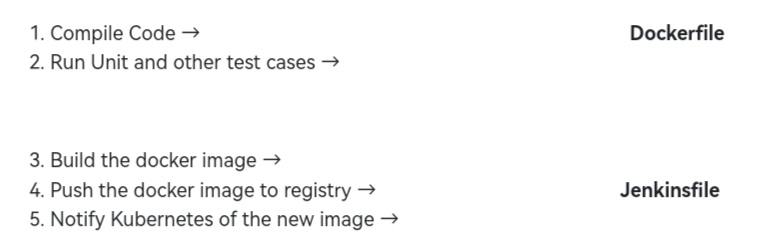 1. Compile Code → Dockerfile
2. Run Unit and other test cases →
3. Build the docker image →
4. Push the docker image to registry → Jenkinsfile
5. Notify Kubernetes of the new image →